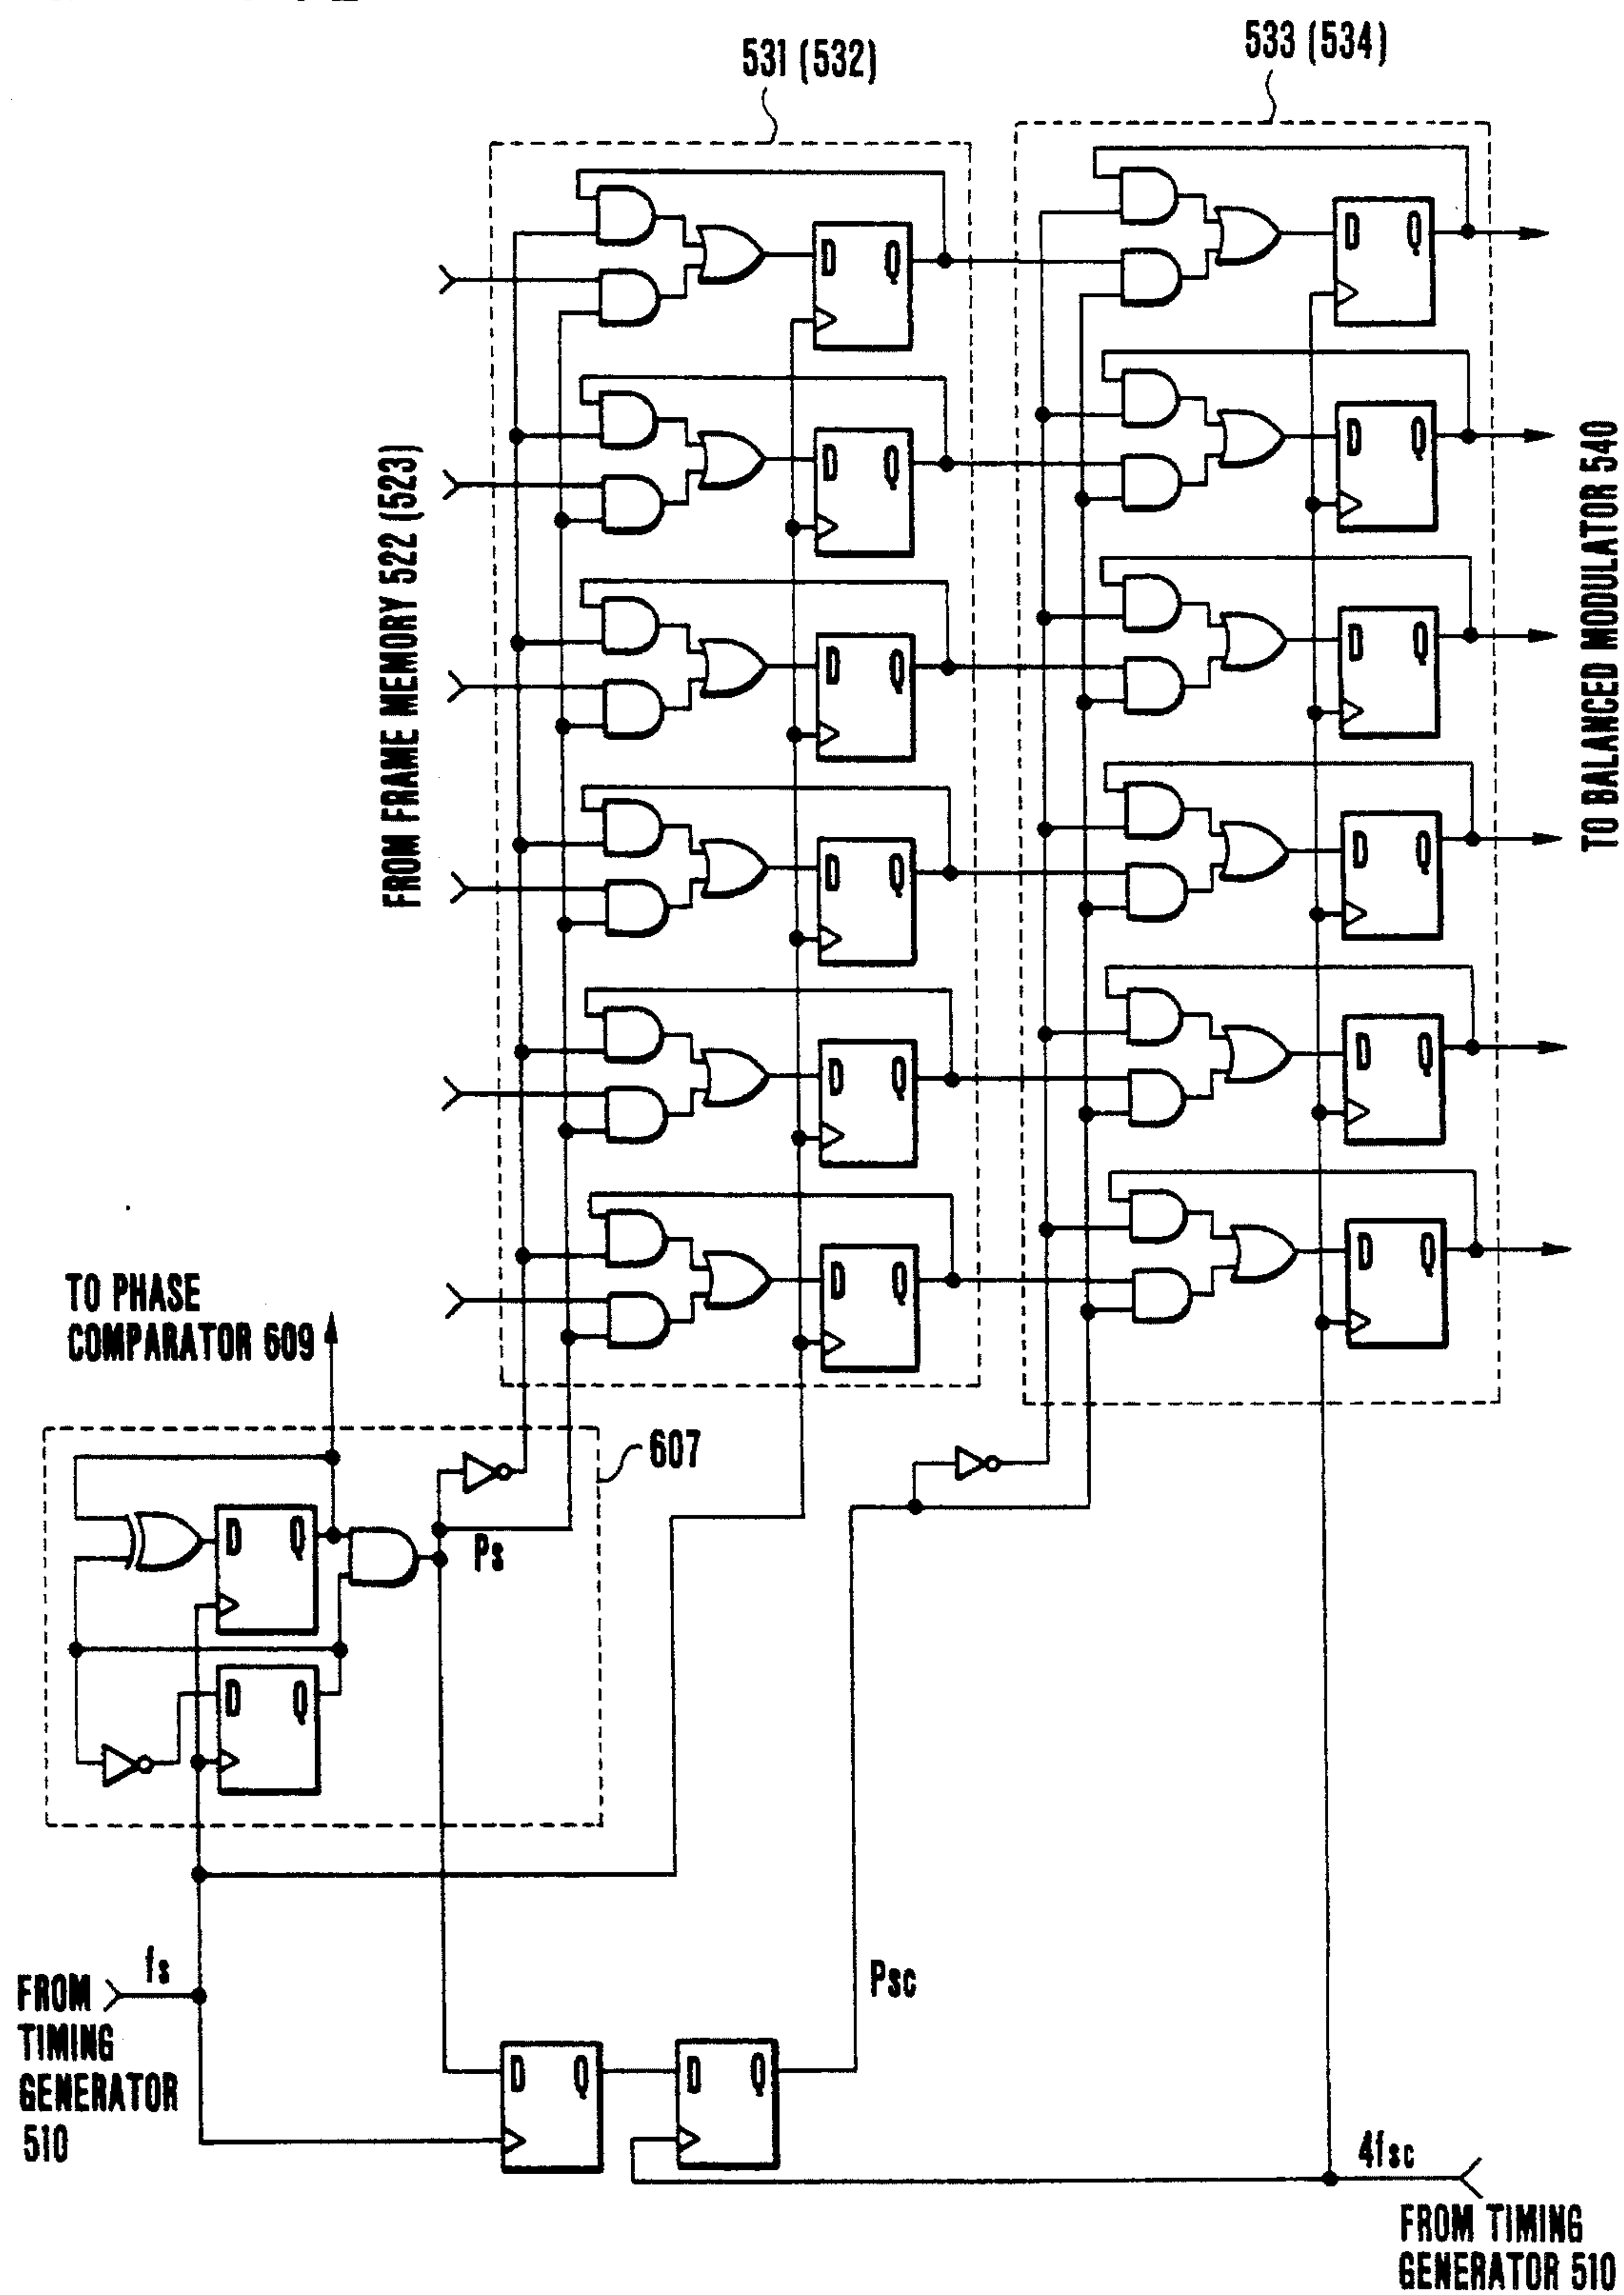 531 (532)
533 (534)
FROM FRAME MEMORY 522 (523)
TO BALANCED MODULATOR 540
D Q
D Q
D Q
D Q
D Q
D Q
D Q
D Q
D Q
D Q
D Q
D Q
TO PHASE
COMPARATOR 609
607
D Q
Ps
D Q
fs
FROM
TIMING
GENERATOR
510
Psc
D Q
D Q
4fsc
FROM TIMING
GENERATOR 510